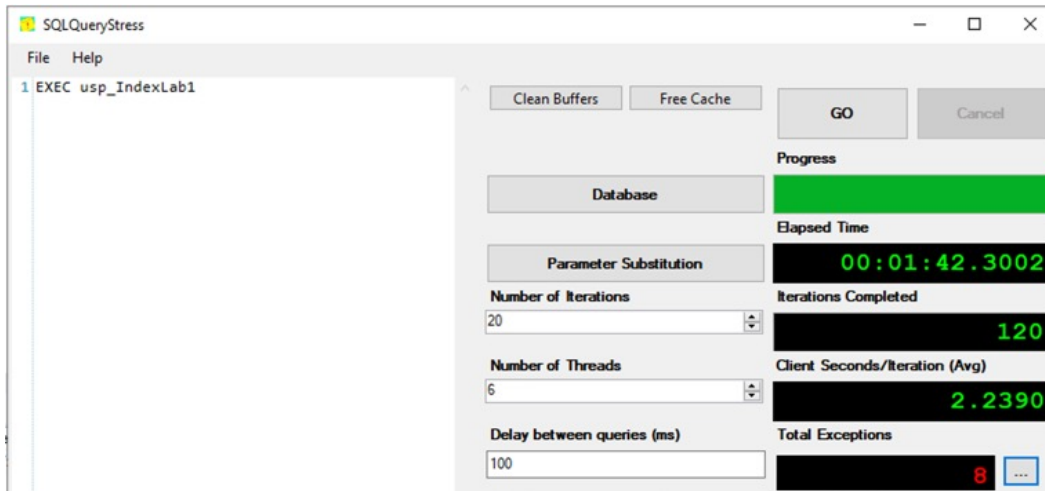 SQLQueryStress
File Help
1 EXEC usp_IndexLab1
Clean Buffers
Free Cache
GO
Cancel
Progress
Database
Elapsed Time
00:01:42.3002
Parameter Substitution
Number of Iterations
20
Iterations Completed
120
Number of Threads
6
Client Seconds/Iteration (Avg)
2.2390
Delay between queries (ms)
100
Total Exceptions
8
...